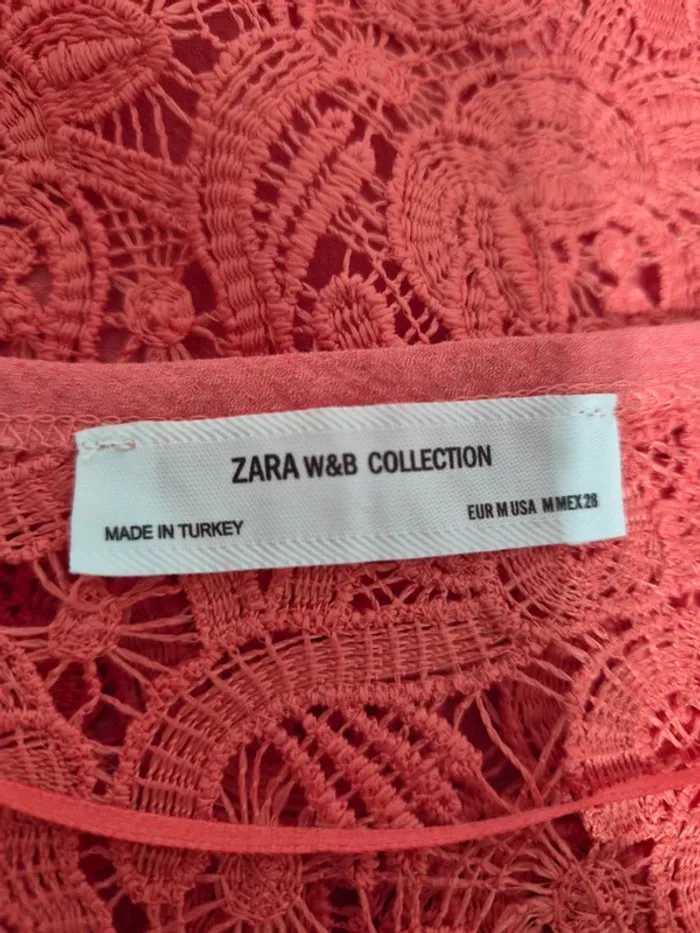 ZARA W&B COLLECTION
EUR M USA M MEX 28
MADE IN TURKEY